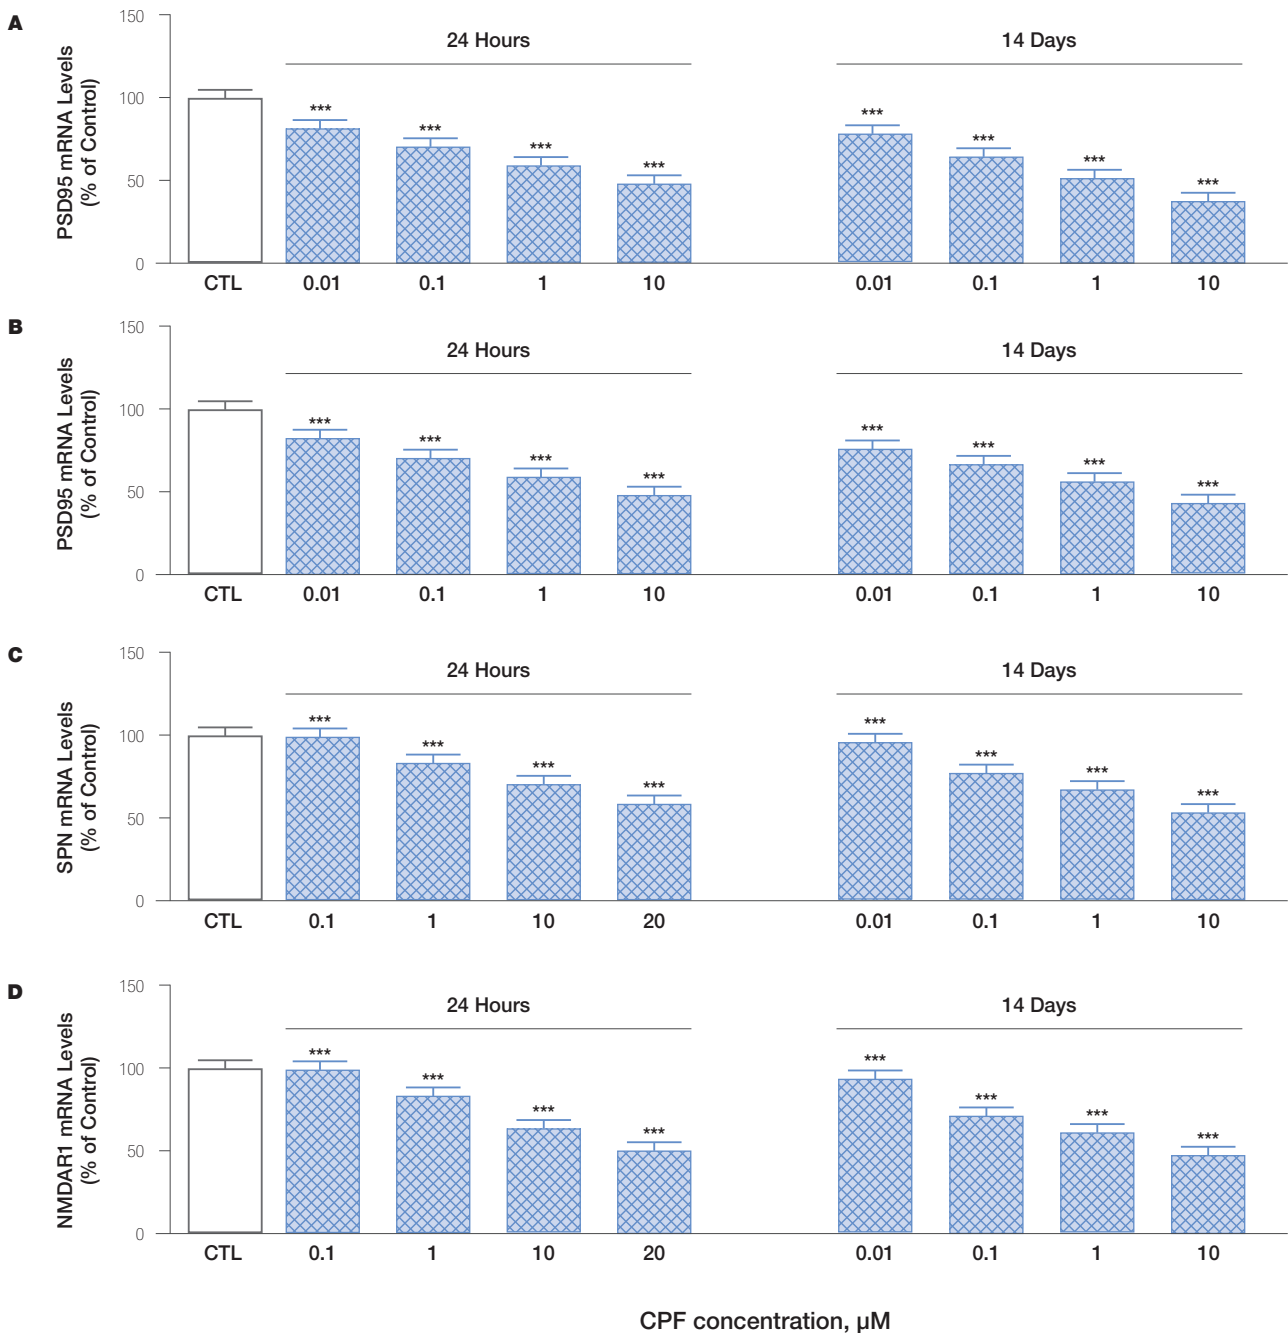 A
PSD95 mRNA Levels
(% of Control)
150
100
50
0
24 Hours
14 Days
*** *** *** *** *** *** *** ***
CTL 0.01 0.1 1 10 0.01 0.1 1 10
B
PSD95 mRNA Levels
(% of Control)
150
100
50
0
24 Hours
14 Days
*** *** *** *** *** *** *** ***
CTL 0.01 0.1 1 10 0.01 0.1 1 10
C
SPN mRNA Levels
(% of Control)
150
100
50
0
24 Hours
14 Days
*** *** *** *** *** *** *** ***
CTL 0.1 1 10 20 0.01 0.1 1 10
D
NMDAR1 mRNA Levels
(% of Control)
150
100
50
0
24 Hours
14 Days
*** *** *** *** *** *** *** ***
CTL 0.1 1 10 20 0.01 0.1 1 10
CPF concentration, µM